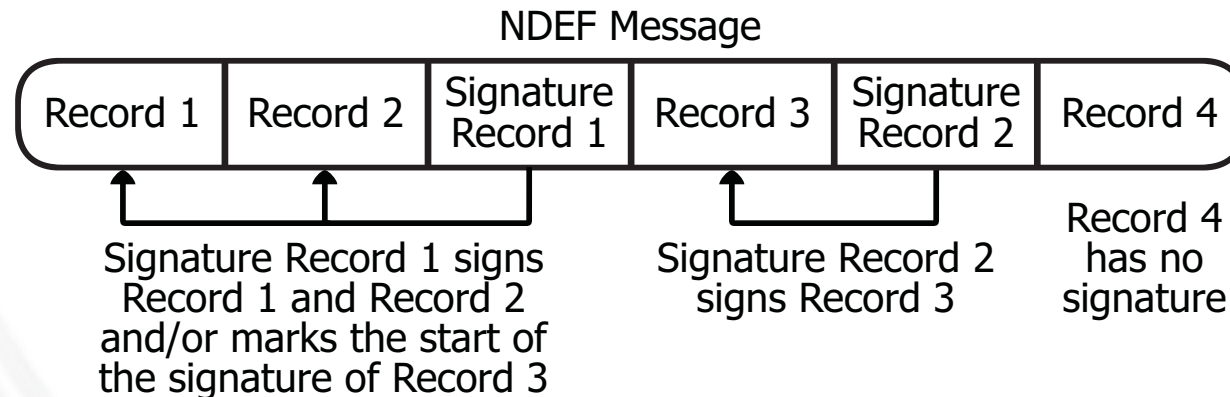 NDEF Message
Record 1
Record 2
Signature
Record 1
Record 3
Signature
Record 2
Record 4
Signature Record 1 signs
Record 1 and Record 2
and/or marks the start of
the signature of Record 3
Signature Record 2
signs Record 3
Record 4
has no
signature